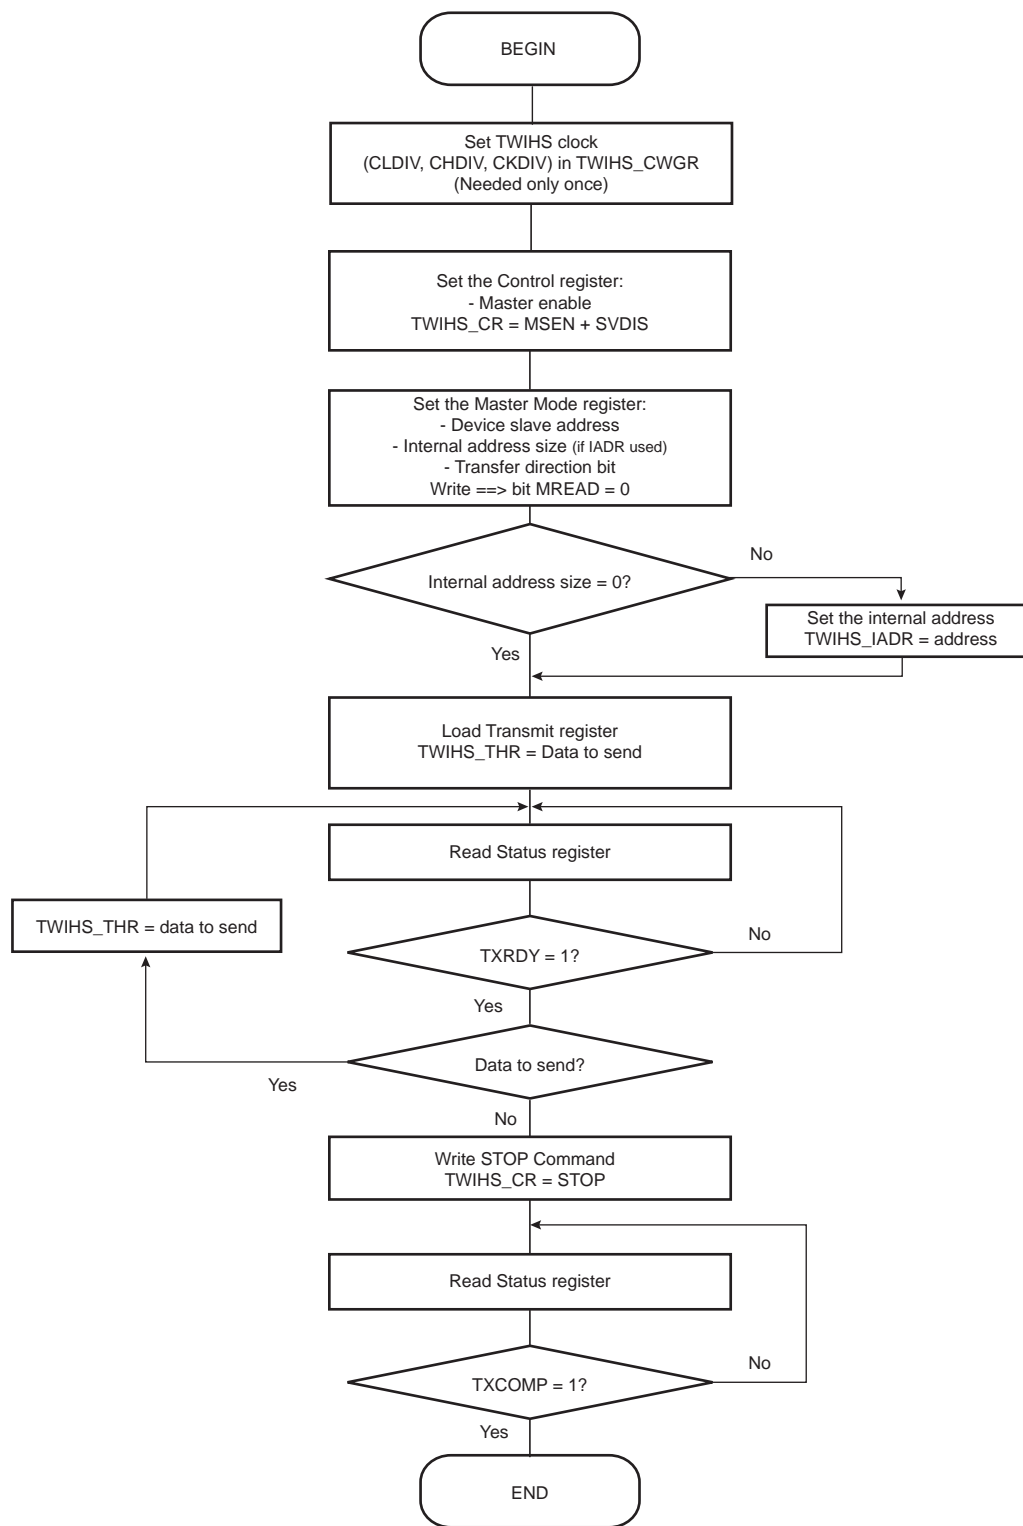 BEGIN
Set TWIHS clock
(CLDIV, CHDIV, CKDIV) in TWIHS_CWGR
(Needed only once)
Set the Control register:
- Master enable
TWIHS_CR = MSEN + SVDIS
Set the Master Mode register:
- Device slave address
- Internal address size (if IADR used)
- Transfer direction bit
Write ==> bit MREAD = 0
No
Internal address size = 0?
Set the internal address
TWIHS_IADR = address
Yes
Load Transmit register
TWIHS_THR = Data to send
Read Status register
TWIHS_THR = data to send
No
TXRDY = 1?
Yes
Data to send?
Yes
No
Write STOP Command
TWIHS_CR = STOP
Read Status register
No
TXCOMP = 1?
Yes
END